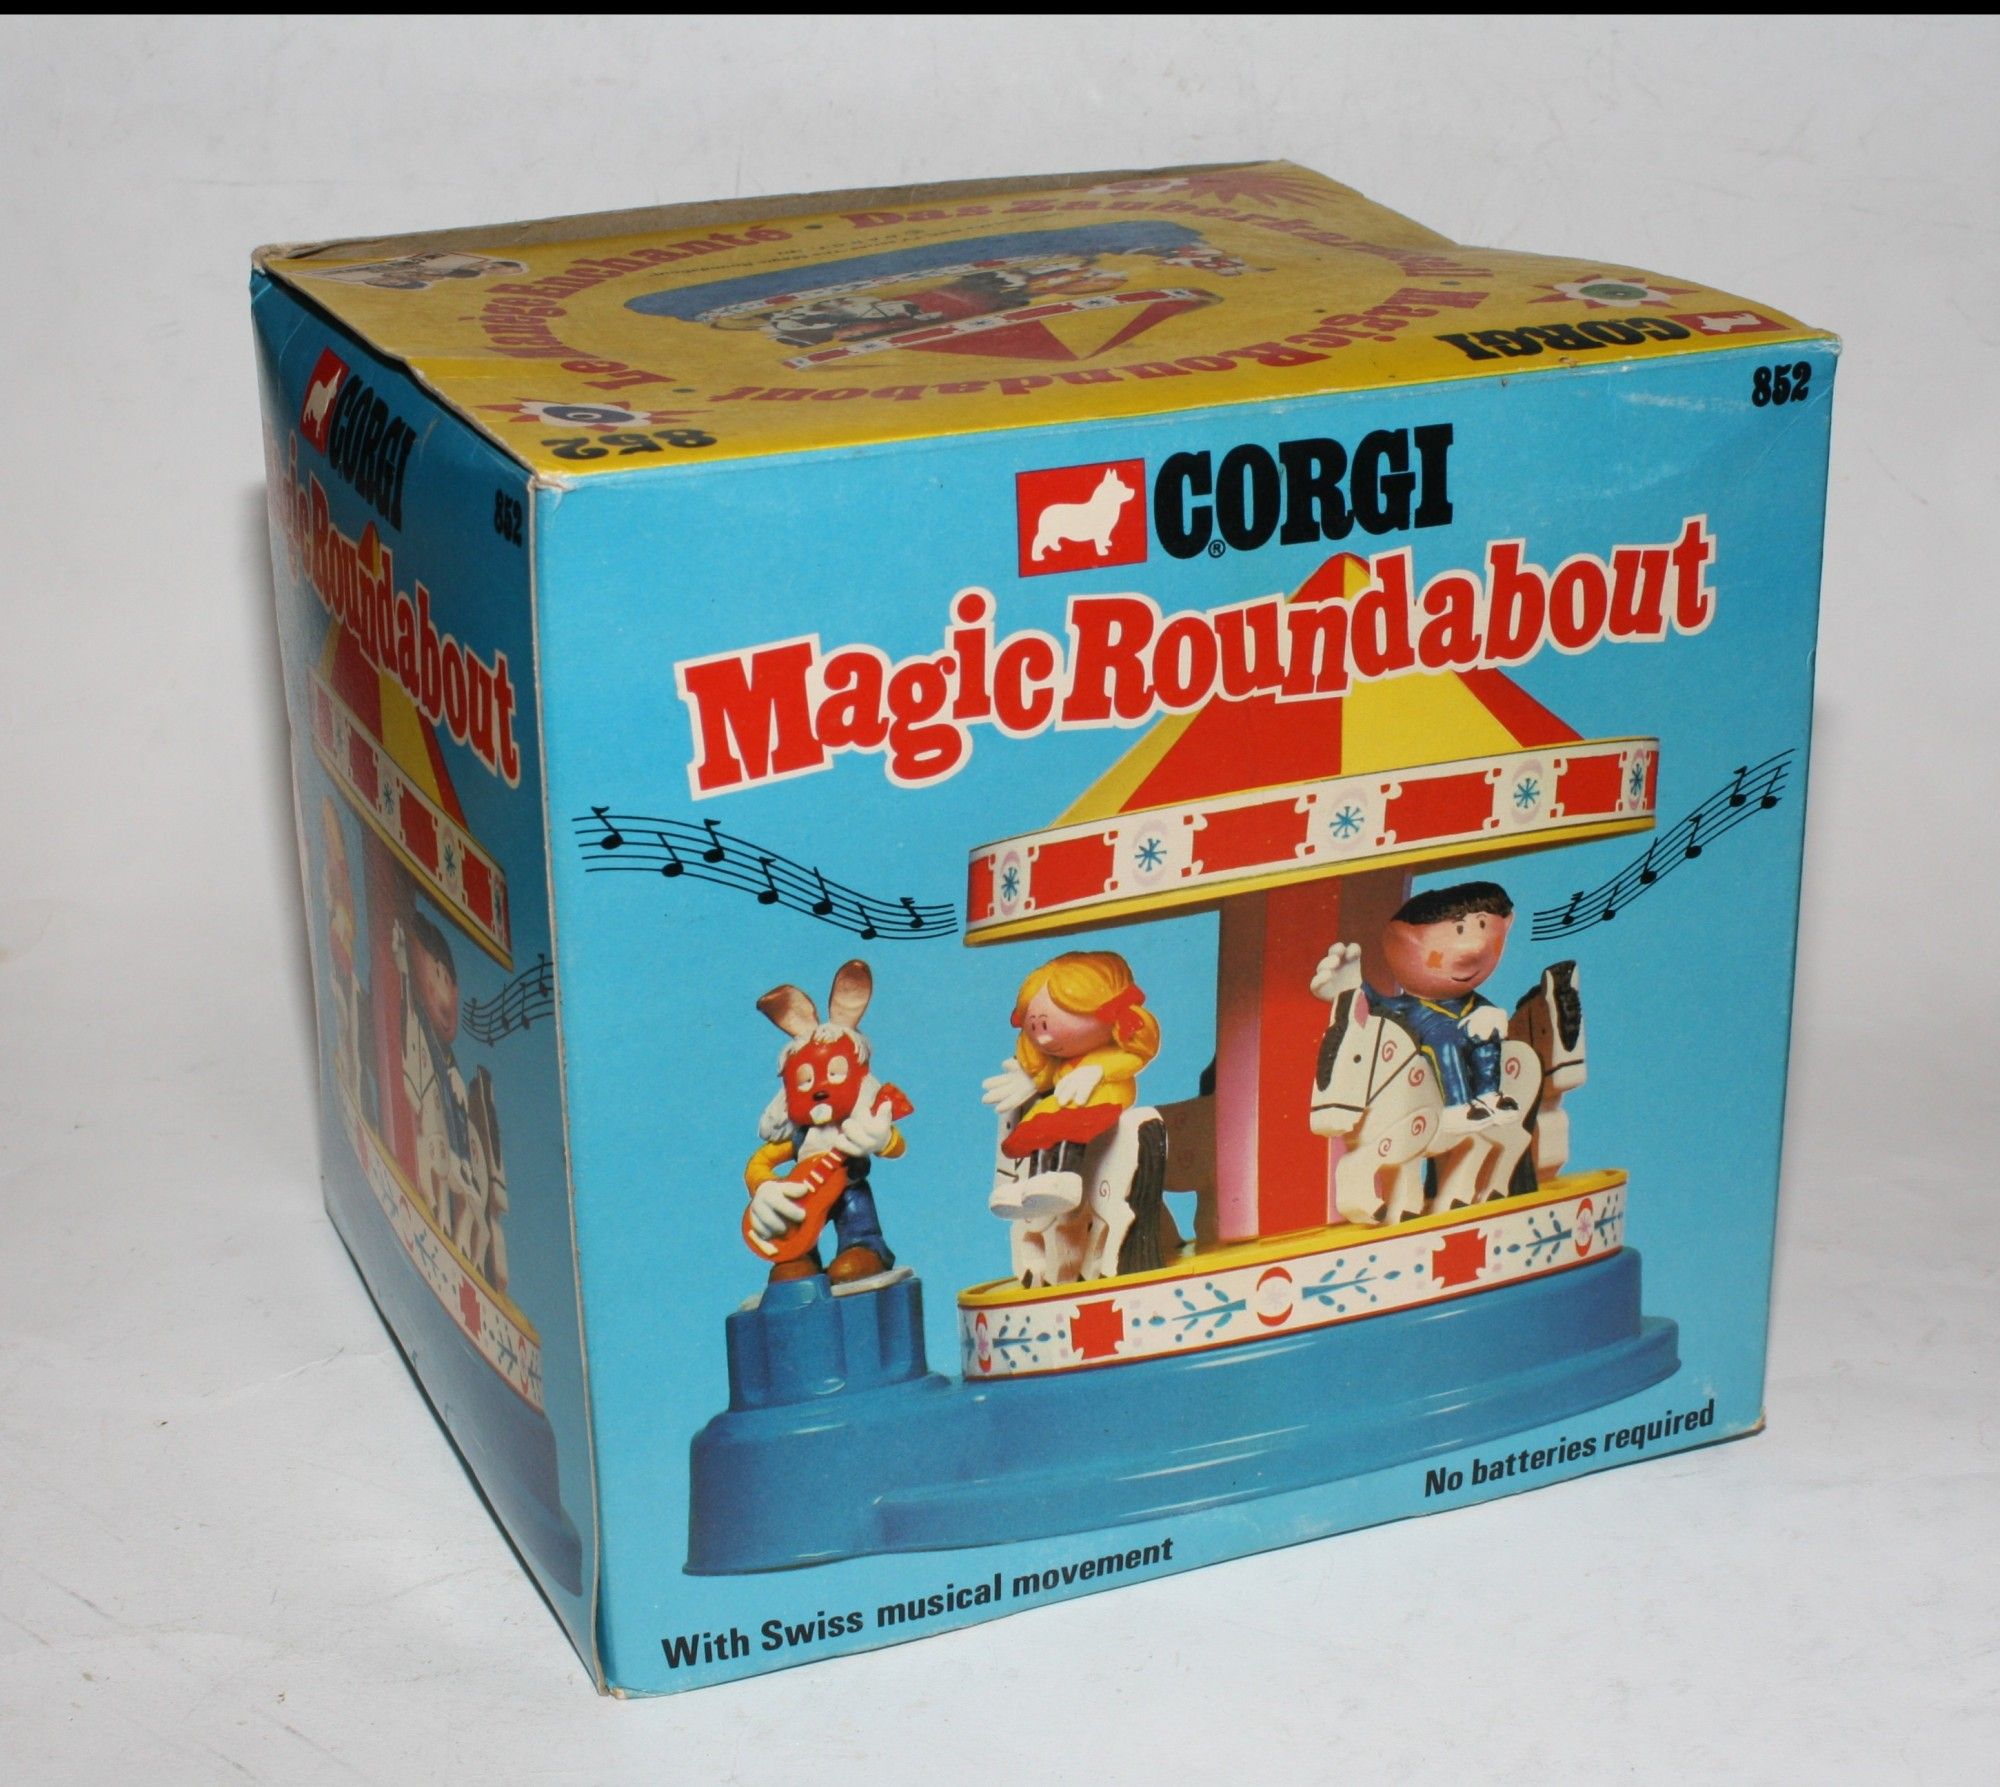 Le Manège Enchanté • Das Zauberkarussell • Magic Roundabout •
CORGI
852
CORGI
852
Magic Roundabout
CORGI®
852
Magic Roundabout
With Swiss musical movement
No batteries required